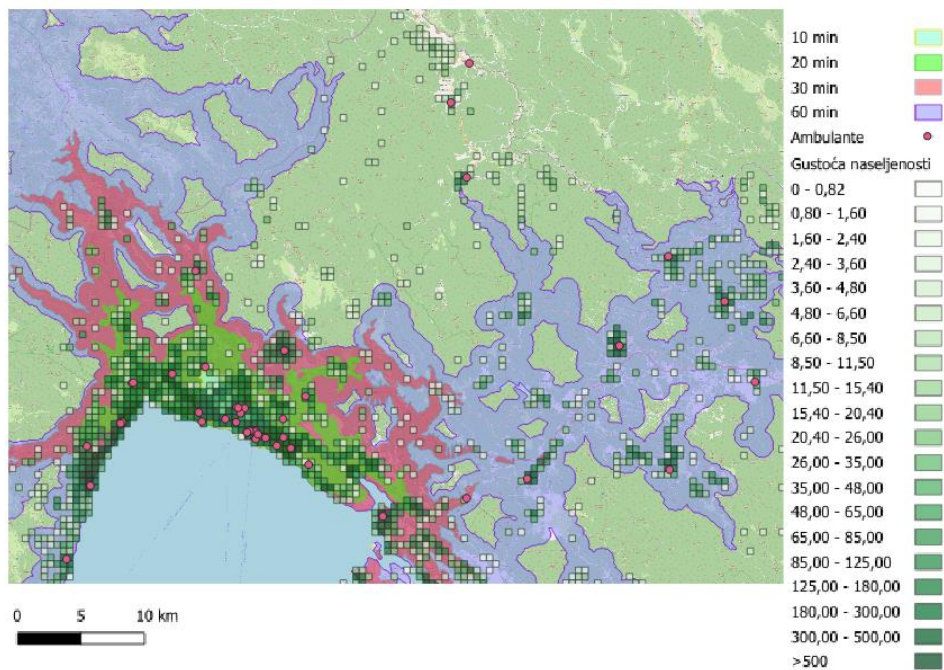 10 min
20 min
30 min
60 min
Ambulante
Gustoća naseljenosti
0 - 0,82
0,80 - 1,60
1,60 - 2,40
2,40 - 3,60
3,60 - 4,80
4,80 - 6,60
6,60 - 8,50
8,50 - 11,50
11,50 - 15,40
15,40 - 20,40
20,40 - 26,00
26,00 - 35,00
35,00 - 48,00
48,00 - 65,00
65,00 - 85,00
85,00 - 125,00
125,00 - 180,00
180,00 - 300,00
300,00 - 500,00
>500
0 5 10 km